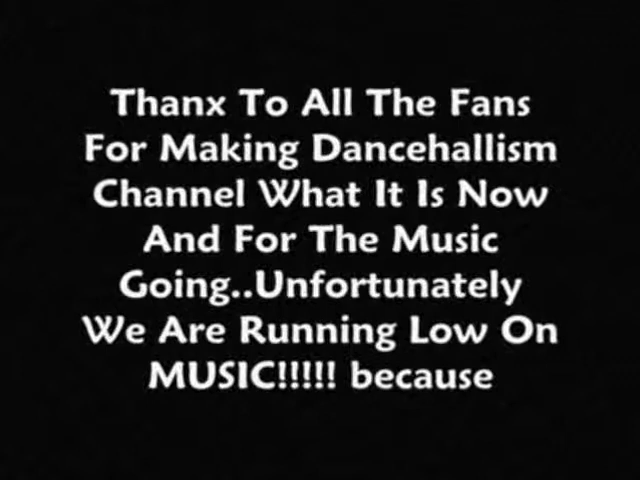 Thanx To All The Fans
For Making Dancehallism
Channel What It Is Now
And For The Music
Going..Unfortunately
We Are Running Low On
MUSIC!!!!! because